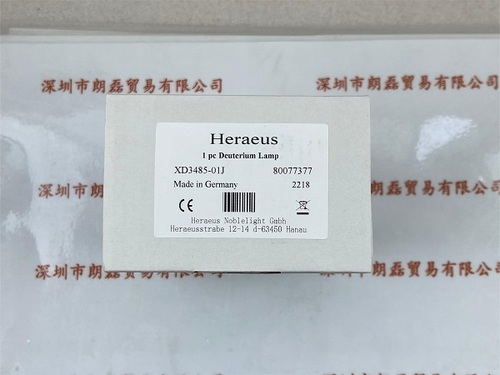 深圳市朗磊贸易有限公司 深圳市朗磊贸易有限公司
Heraeus
1 pc Deuterium Lamp
XD3485-01J 80077377
Made in Germany 2218
CE
Heraeus Noblelight Gmbh
Heraeusstrabe 12-14 d-63450 Hanau
深圳市朗磊贸易有限公司
深圳市朗磊贸易有限公司 深圳市朗磊贸易有限公司
深圳市朗磊贸易有限公司